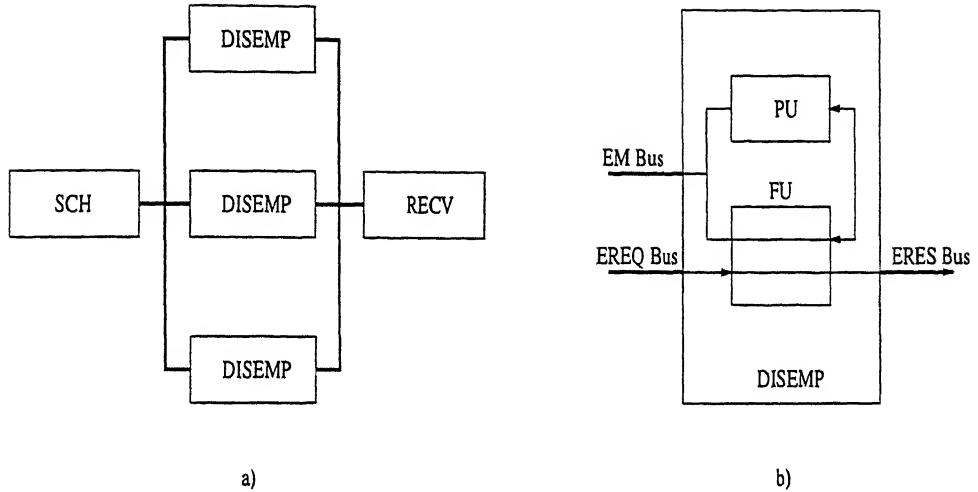 DISEMP
SCH
DISEMP
RECV
DISEMP
a)
PU
EM Bus
FU
EREQ Bus
ERES Bus
DISEMP
b)